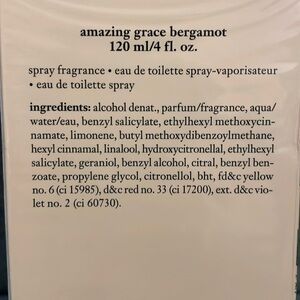 amazing grace bergamot
120 ml/4 fl. oz.
spray fragrance • eau de toilette spray-vaporisateur
• eau de toilette spray
ingredients: alcohol denat., parfum/fragrance, aqua/
water/eau, benzyl salicylate, ethylhexyl methoxycin-
namate, limonene, butyl methoxydibenzoylmethane,
hexyl cinnamal, linalool, hydroxycitronellal, ethylhexyl
salicylate, geraniol, benzyl alcohol, citral, benzyl ben-
zoate, propylene glycol, citronellol, bht, fd&c yellow
no. 6 (ci 15985), d&c red no. 33 (ci 17200), ext. d&c vio-
let no. 2 (ci 60730).